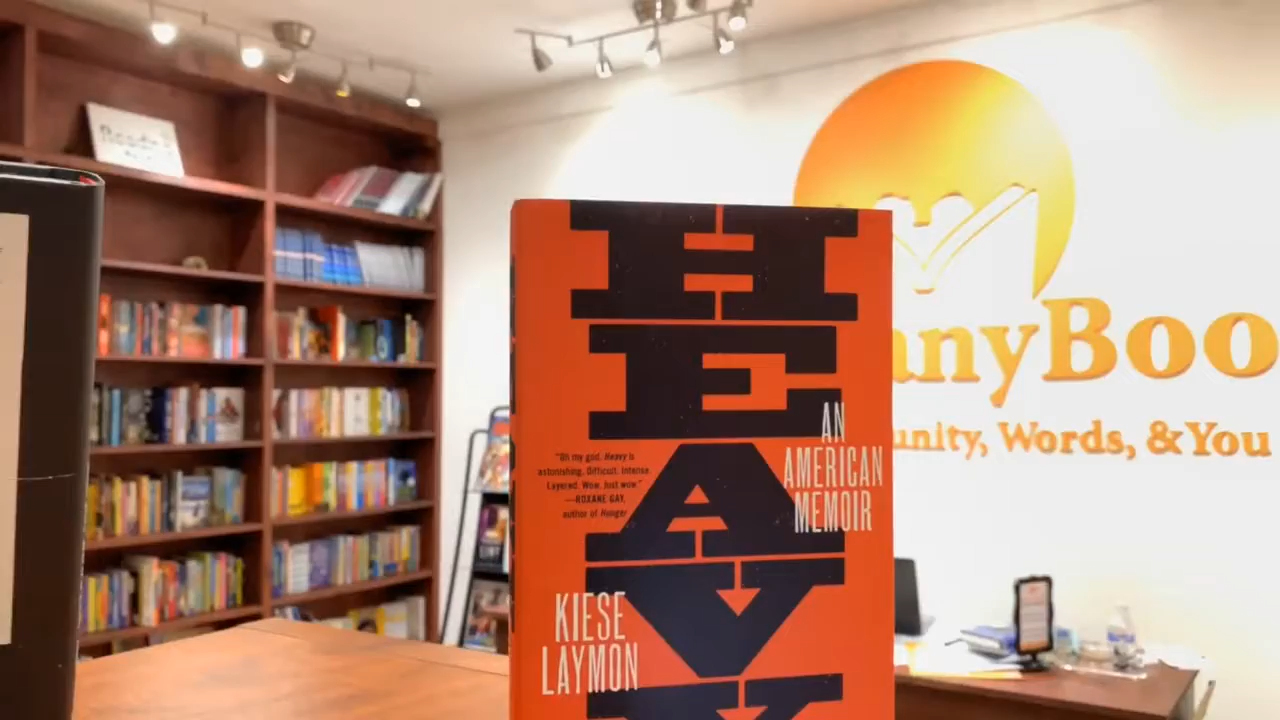 HEAVY
AN
AMERICAN
MEMOIR
"Oh my god. Heavy is
astonishing. Difficult. Intense.
Layered. Wow. Just wow."
—ROXANE GAY,
author of Hunger
KIESE
LAYMON
anyBoo
unity, Words, & You